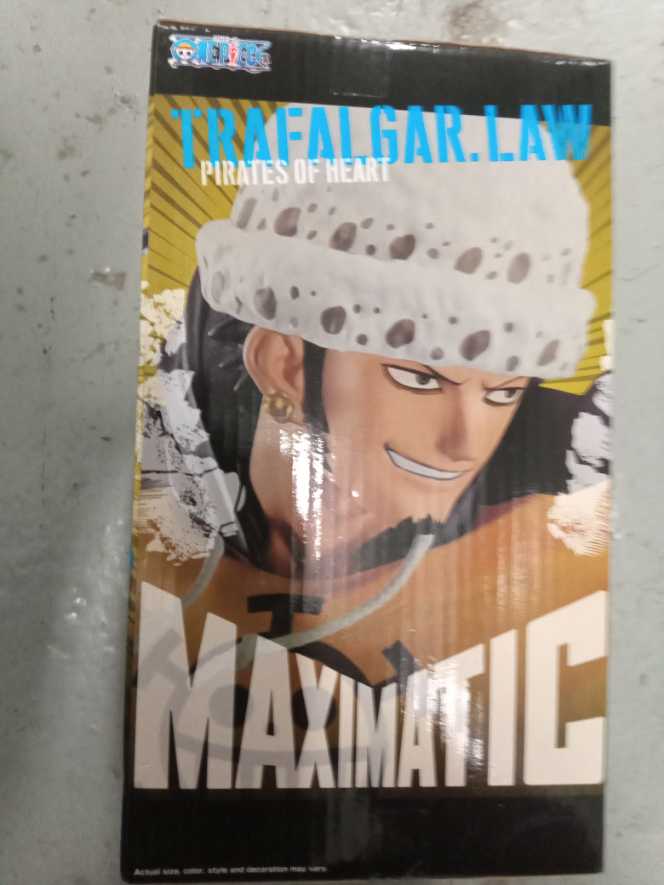 ONE PIECE
TRAFALGAR.LAW
PIRATES OF HEART
MAXIMATIC
Actual size, color, style and decoration may vary.